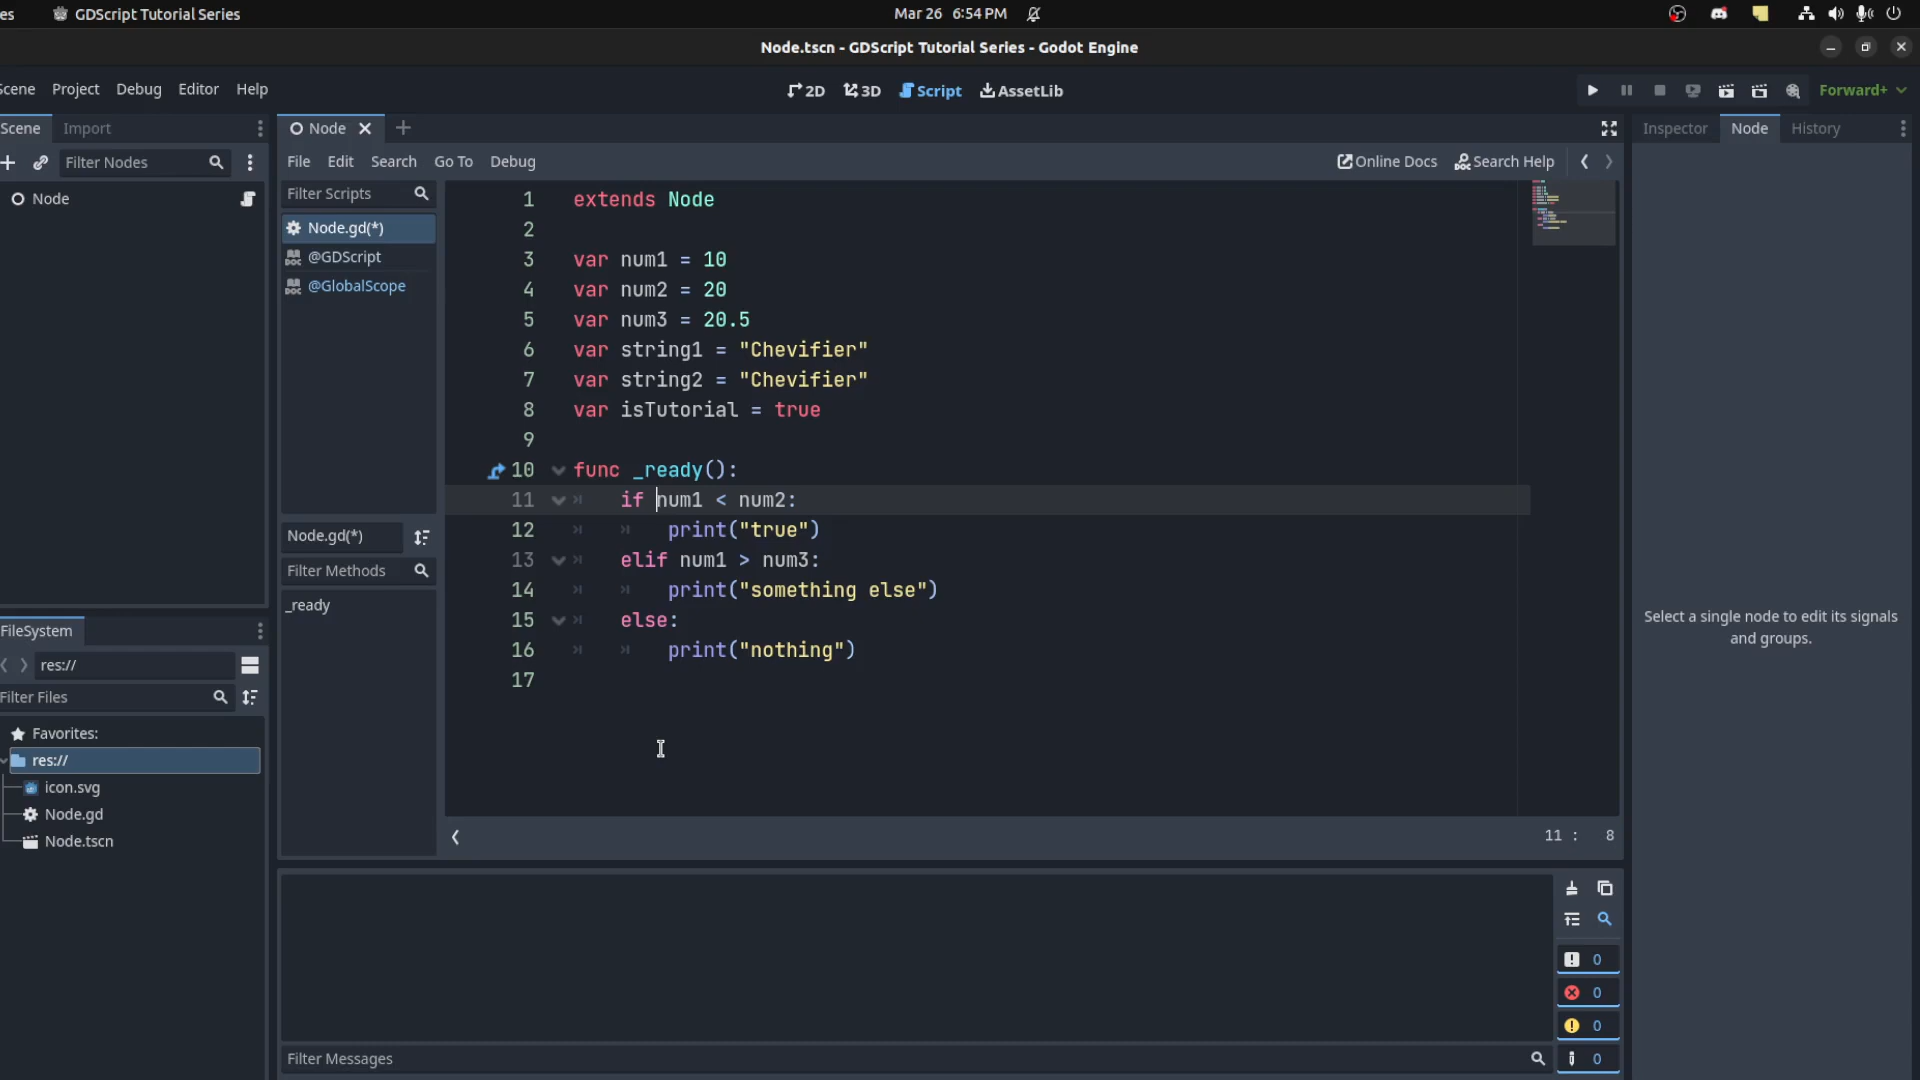 es GDScript Tutorial Series Mar 26 6:54 PM
Node.tscn - GDScript Tutorial Series - Godot Engine
Scene Project Debug Editor Help 2D 3D Script AssetLib Forward+
Scene Import
Filter Nodes
Node
FileSystem
res://
Filter Files
Favorites:
res://
icon.svg
Node.gd
Node.tscn
Node
File Edit Search Go To Debug Online Docs Search Help
Filter Scripts
Node.gd(*)
@GDScript
@GlobalScope
Node.gd(*)
Filter Methods
_ready
1 extends Node
2
3 var num1 = 10
4 var num2 = 20
5 var num3 = 20.5
6 var string1 = "Chevifier"
7 var string2 = "Chevifier"
8 var isTutorial = true
9
10 func _ready():
11 if num1 < num2:
12 print("true")
13 elif num1 > num3:
14 print("something else")
15 else:
16 print("nothing")
17
11 : 8
0
0
0
Filter Messages 0
Inspector Node History
Select a single node to edit its signals
and groups.